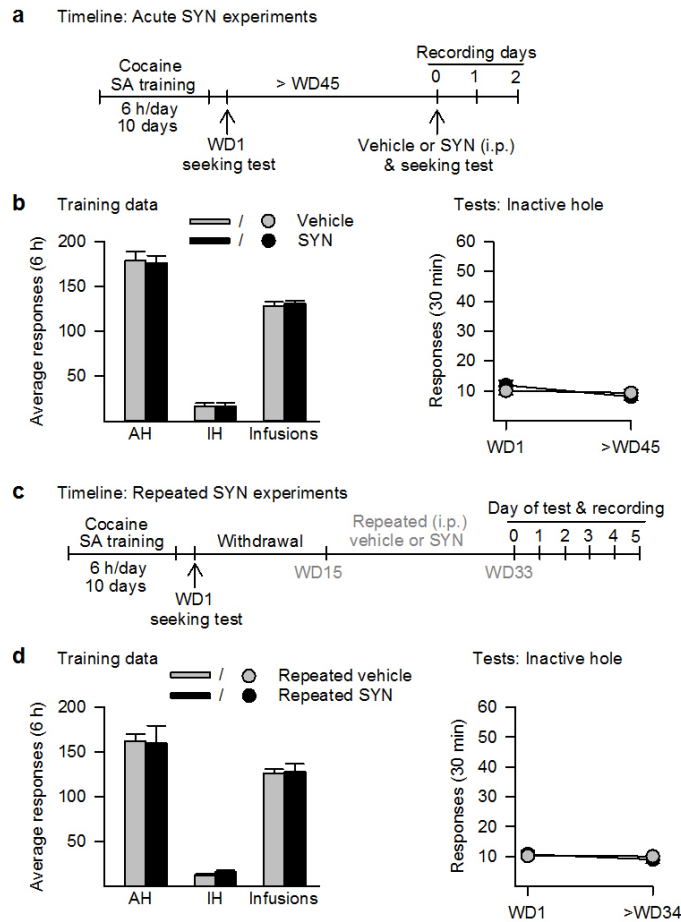 a Timeline: Acute SYN experiments
Recording days
Cocaine
SA training
> WD45
0 1 2
6 h/day
10 days
WD1
seeking test
Vehicle or SYN (i.p.)
& seeking test
b Training data
/ Vehicle
/ SYN
Average responses (6 h)
200
150
100
50
AH IH Infusions
Tests: Inactive hole
Responses (30 min)
60
50
40
30
20
10
WD1 >WD45
c Timeline: Repeated SYN experiments
Day of test & recording
Cocaine
SA training
Withdrawal
Repeated (i.p.)
vehicle or SYN
0 1 2 3 4 5
6 h/day
10 days
WD15 WD33
WD1
seeking test
d Training data
/ Repeated vehicle
/ Repeated SYN
Average responses (6 h)
200
150
100
50
AH IH Infusions
Tests: Inactive hole
Responses (30 min)
60
50
40
30
20
10
WD1 >WD34